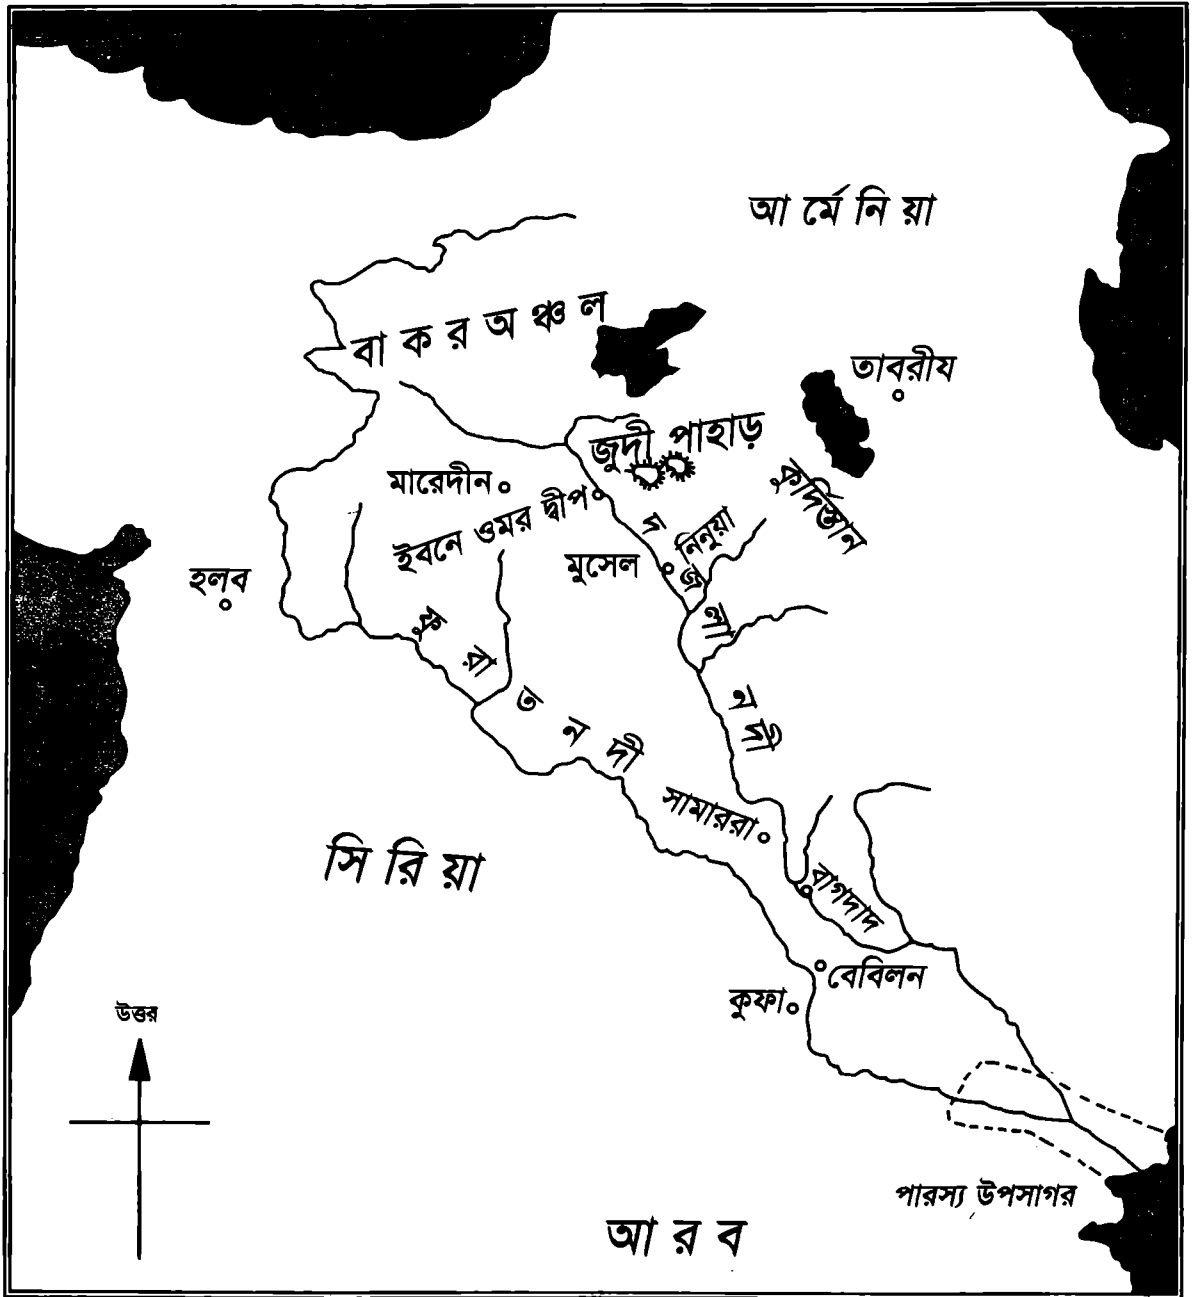 আর্মেনিয়া
বাকর অঞ্চল
তাবরীয
জুদী পাহাড়
মারেদীন
কুর্দিস্তান
ইবনে ওমর দ্বীপ
নিনুয়া
মুসেল
হলব
দজলা নদী
ফুরাত নদী
সামাররা
সিরিয়া
বাগদাদ
বেবিলন
কুফা
উত্তর
পারস্য উপসাগর
আরব